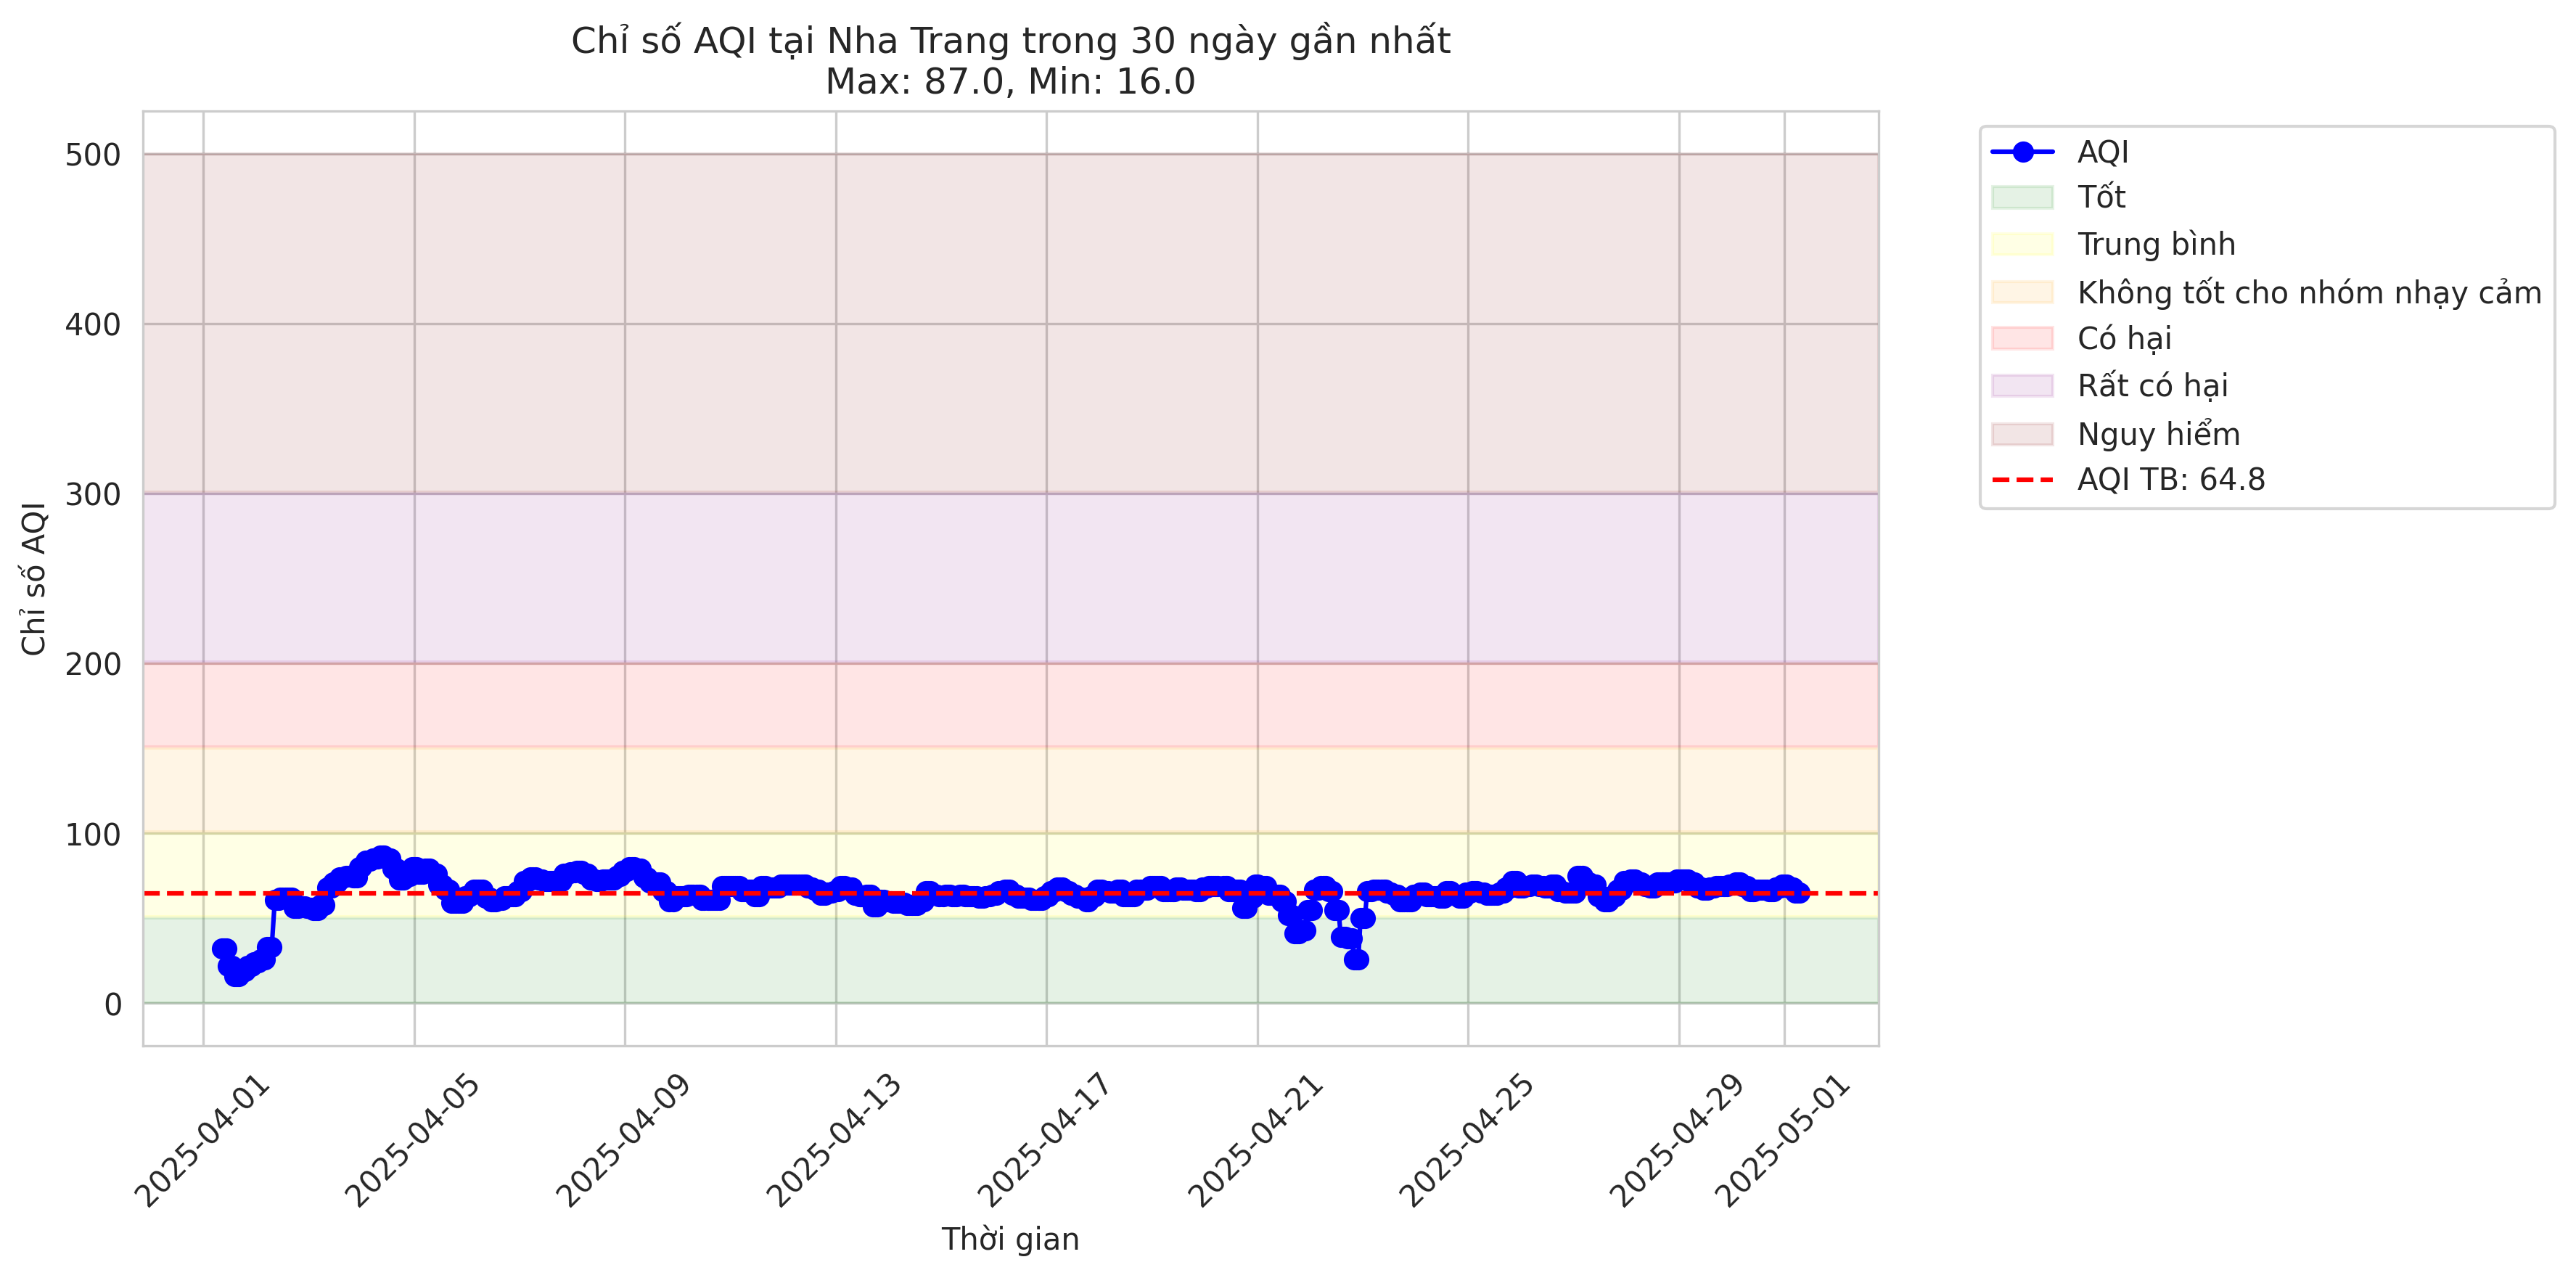 Chỉ số AQI tại Nha Trang trong 30 ngày gần nhất
Max: 87.0, Min: 16.0
Chỉ số AQI
500
400
300
200
100
0
2025-04-01
2025-04-05
2025-04-09
2025-04-13
2025-04-17
2025-04-21
2025-04-25
2025-04-29
2025-05-01
Thời gian
AQI
Tốt
Trung bình
Không tốt cho nhóm nhạy cảm
Có hại
Rất có hại
Nguy hiểm
AQI TB: 64.8